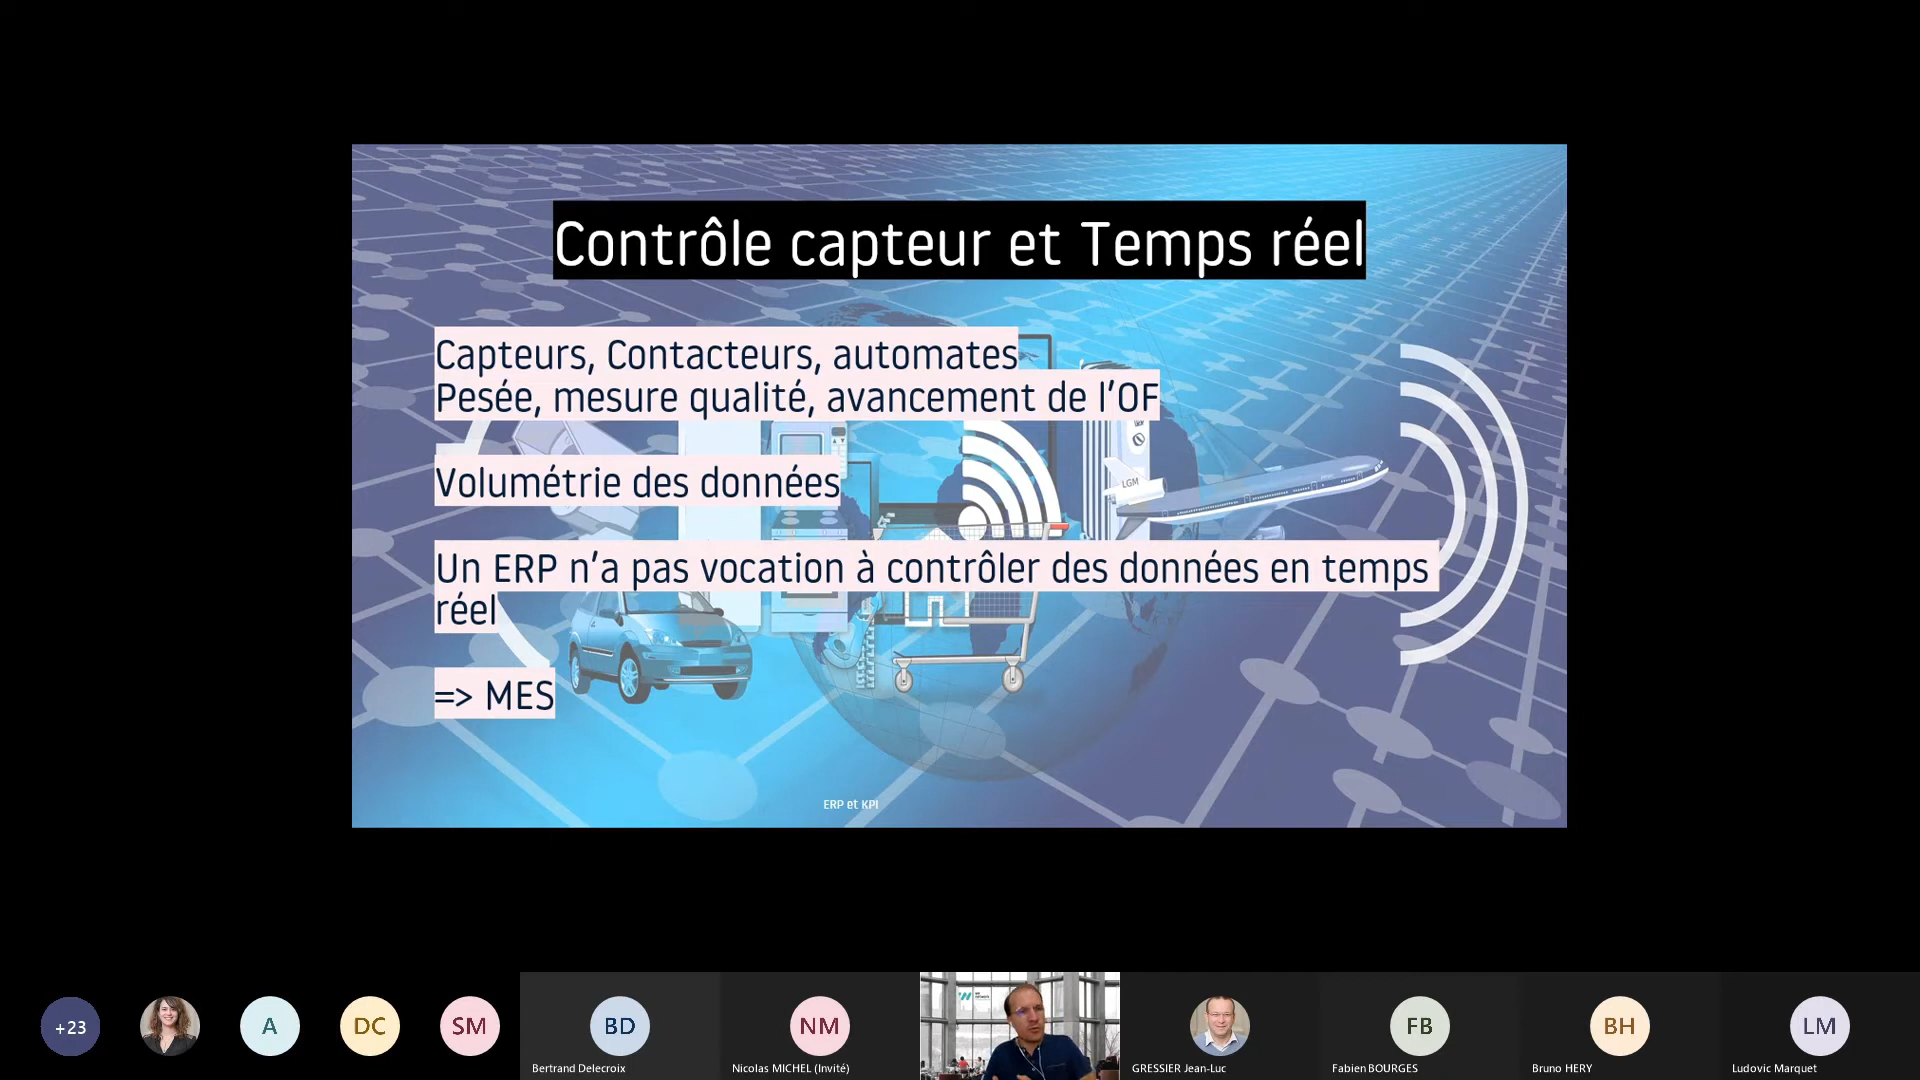 Contrôle capteur et Temps réel
Capteurs, Contacteurs, automates
Pesée, mesure qualité, avancement de l’OF
Volumétrie des données
LGM
Un ERP n’a pas vocation à contrôler des données en temps
réel
=> MES
ERP et KPI
+23
A
DC
SM
BD
NM
FB
BH
LM
Bertrand Delecroix
Nicolas MICHEL (Invité)
GRESSIER Jean-Luc
Fabien BOURGES
Bruno HERY
Ludovic Marquet